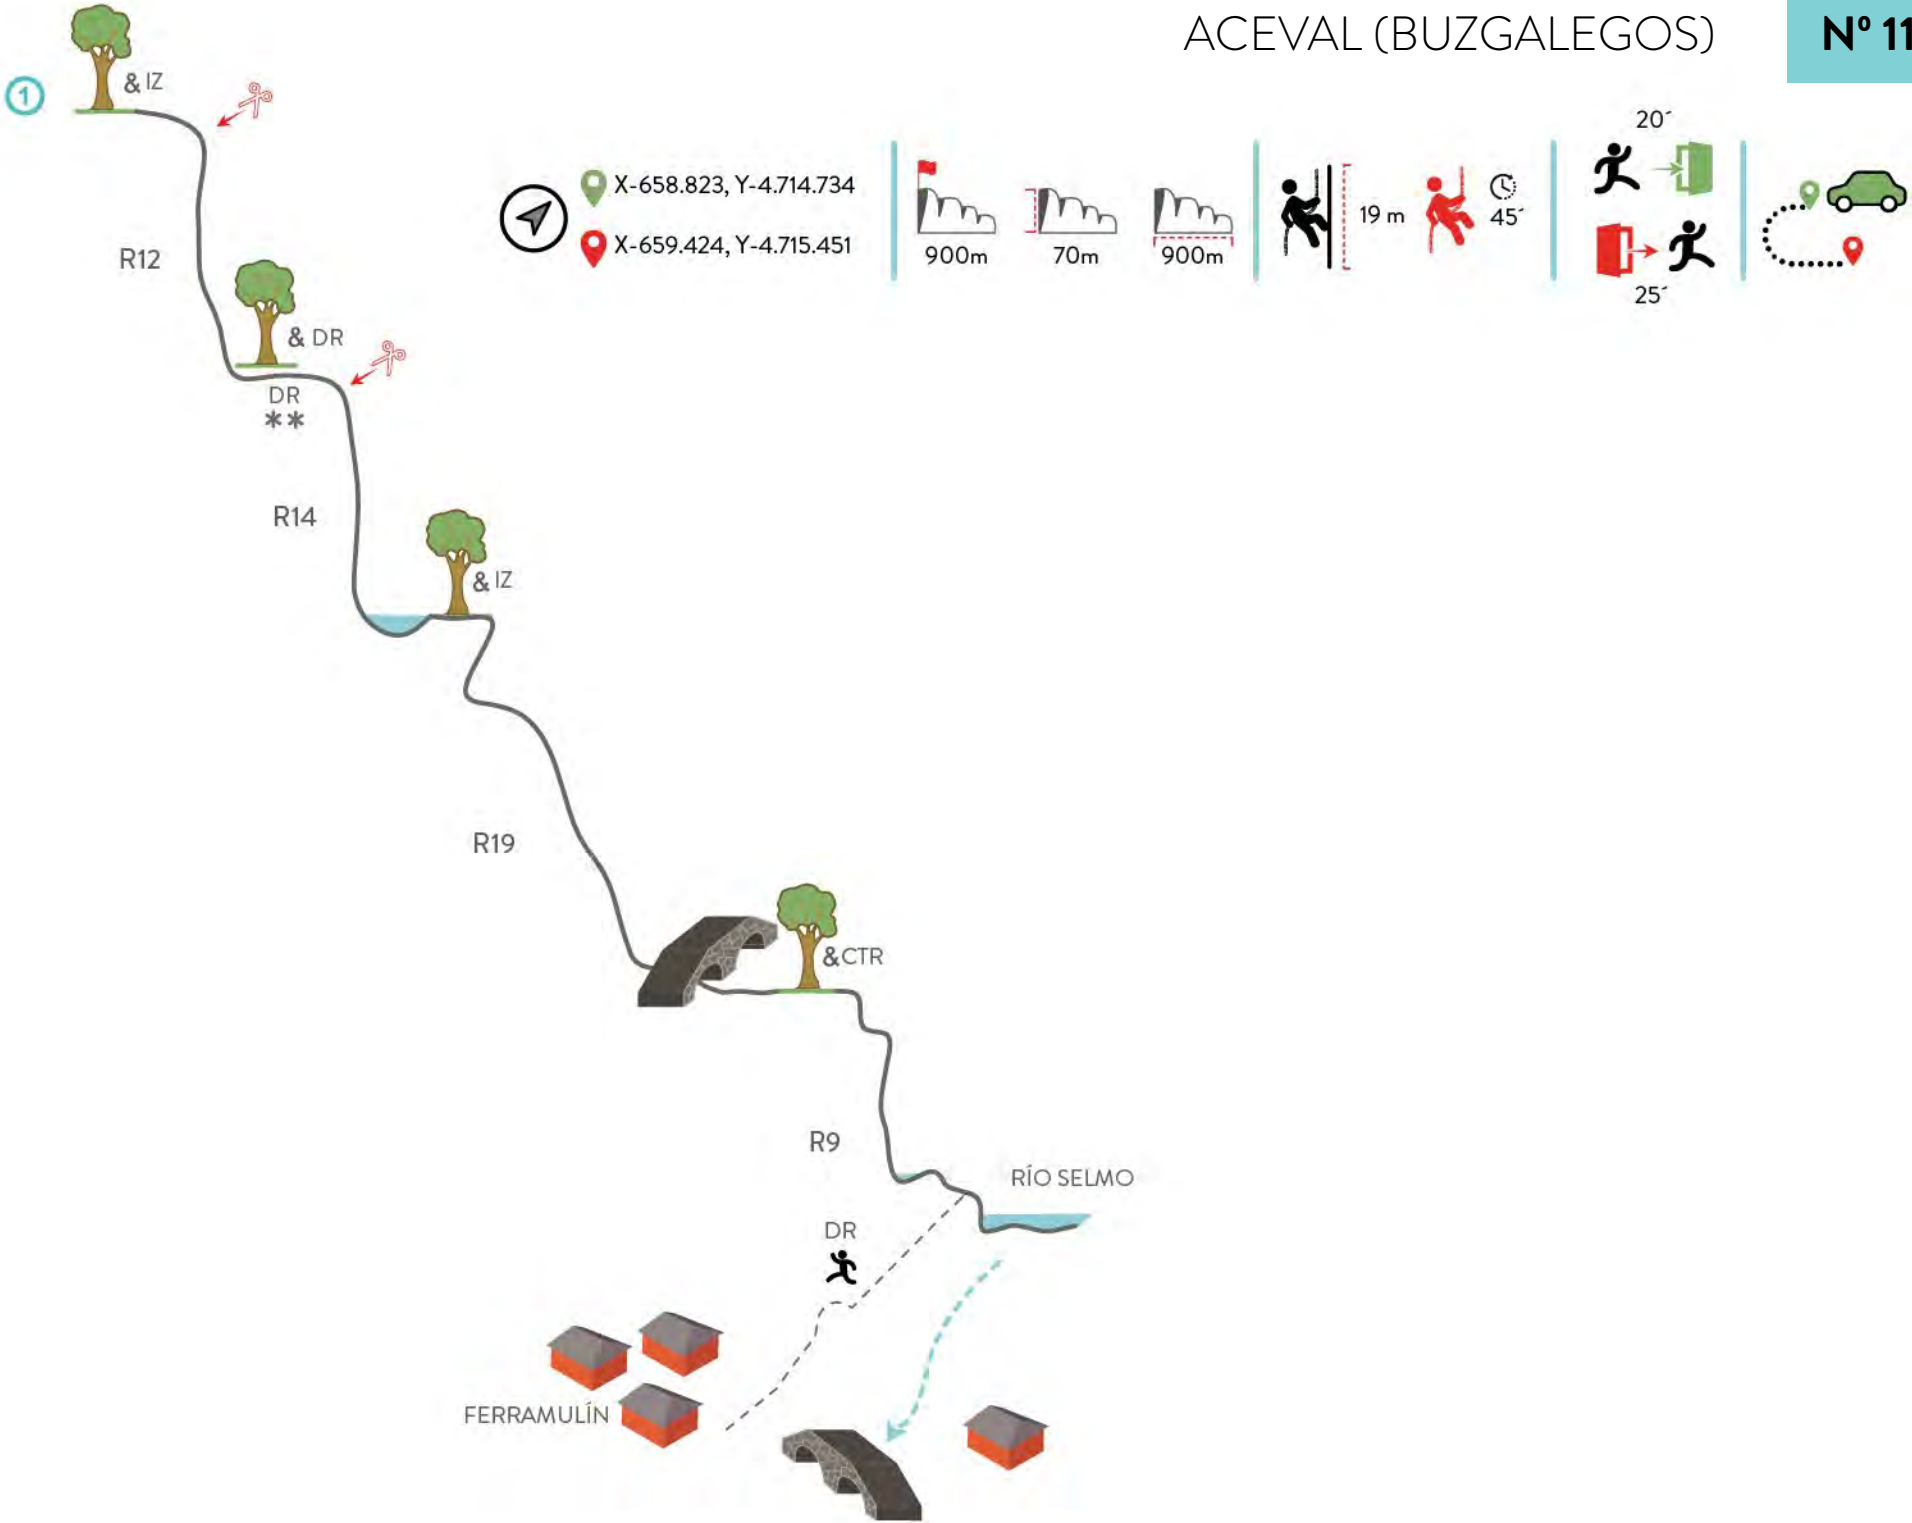 ACEVAL (BUZGALEGOS)
Nº 11
1
& IZ
X-658.823, Y-4.714.734
X-659.424, Y-4.715.451
900m
70m
900m
19 m
45´
20´
25´
R12
& DR
DR
**
R14
& IZ
R19
&CTR
R9
RÍO SELMO
DR
FERRAMULÍN